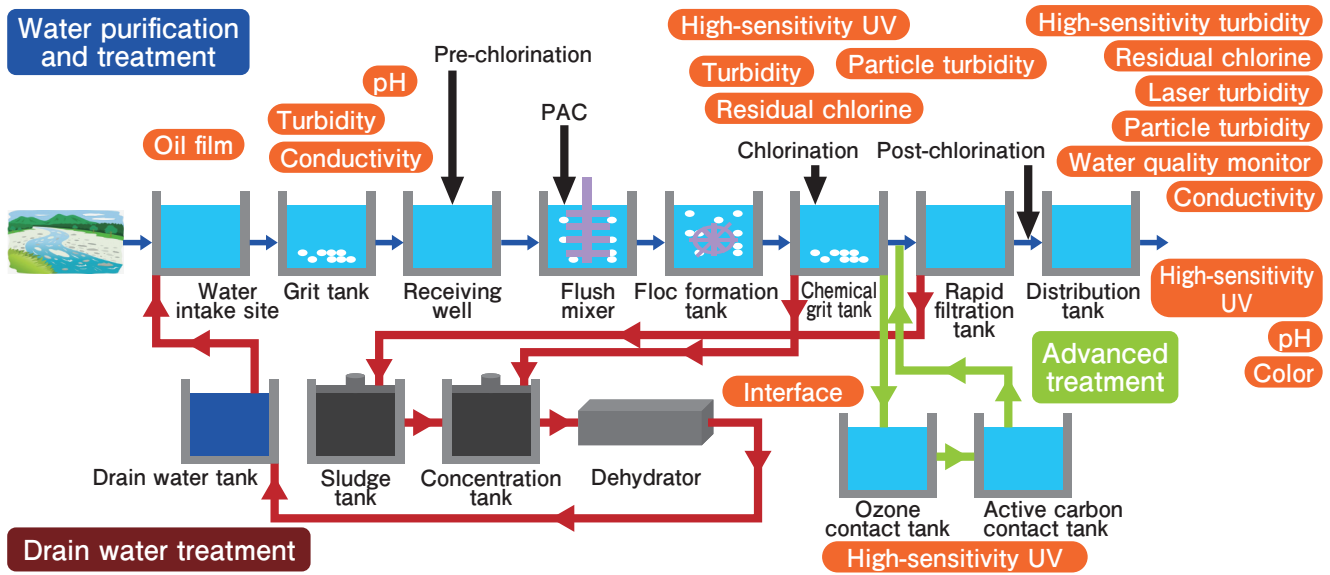 Water purification
and treatment
High-sensitivity UV
High-sensitivity turbidity
Pre-chlorination
pH
Turbidity
Particle turbidity
Residual chlorine
Turbidity
Residual chlorine
Laser turbidity
PAC
Particle turbidity
Oil film
Conductivity
Chlorination
Post-chlorination
Water quality monitor
Conductivity
Water
intake site
Grit tank
Receiving
well
Flush
mixer
Floc formation
tank
Chemical
grit tank
Rapid
filtration
tank
Distribution
tank
High-sensitivity
UV
pH
Color
Advanced
treatment
Interface
Drain water tank
Sludge
tank
Concentration
tank
Dehydrator
Ozone
contact tank
Active carbon
contact tank
High-sensitivity UV
Drain water treatment